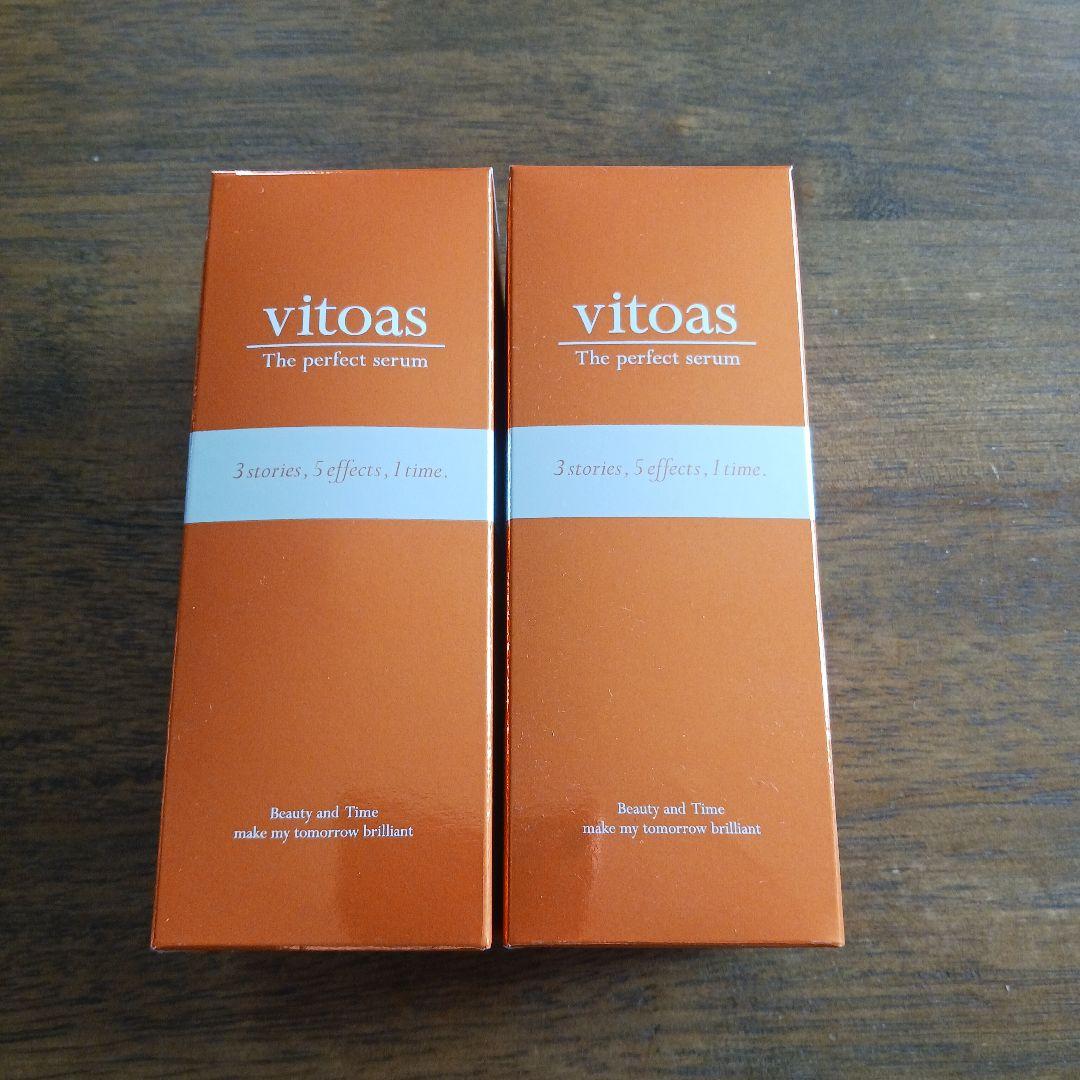 vitoas
The perfect serum
3 stories, 5 effects, 1 time.
Beauty and Time
make my tomorrow brilliant
vitoas
The perfect serum
3 stories, 5 effects, 1 time.
Beauty and Time
make my tomorrow brilliant